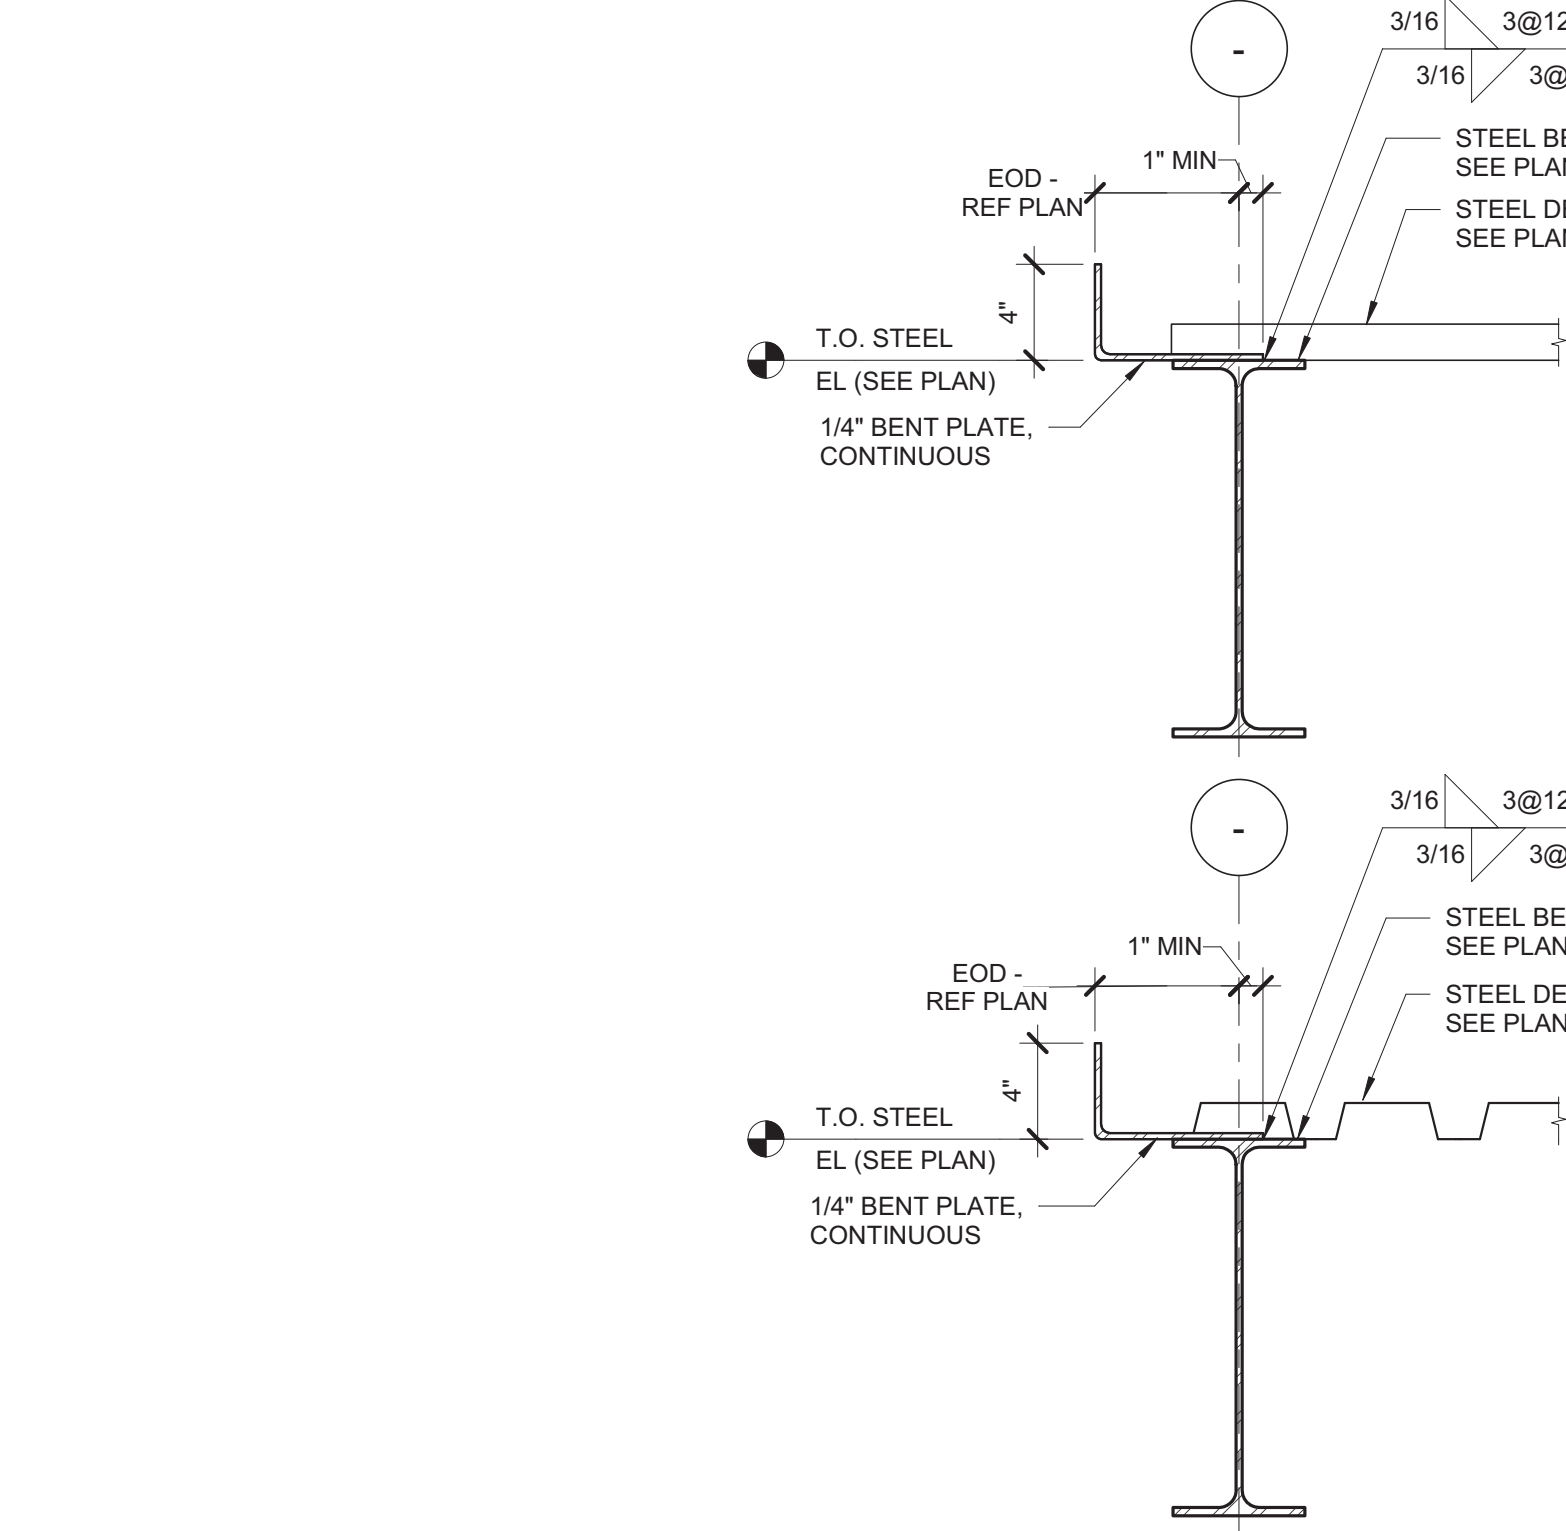 -
3/16 3@12
3/16 3@
STEEL BE
SEE PLAN
1" MIN
EOD -
REF PLAN
STEEL DE
SEE PLAN
4"
T.O. STEEL
EL (SEE PLAN)
1/4" BENT PLATE,
CONTINUOUS
-
3/16 3@12
3/16 3@
STEEL BE
SEE PLAN
1" MIN
EOD -
REF PLAN
STEEL DE
SEE PLAN
4"
T.O. STEEL
EL (SEE PLAN)
1/4" BENT PLATE,
CONTINUOUS